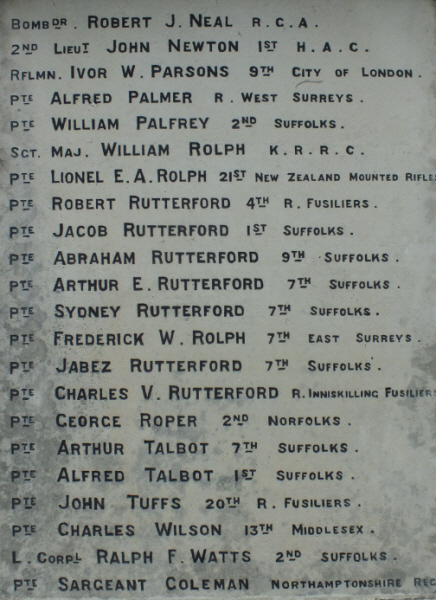 BOMBDR. ROBERT J. NEAL R.G.A.
2ND LIEUT JOHN NEWTON 1ST H.A.C.
RFLMN. IVOR W. PARSONS 9TH CITY OF LONDON.
PTE ALFRED PALMER R. WEST SURREYS.
PTE WILLIAM PALFREY 2ND SUFFOLKS.
SGT. MAJ. WILLIAM ROLPH K.R.R.C.
PTE LIONEL E.A. ROLPH 21ST NEW ZEALAND MOUNTED RIFLES
PTE ROBERT RUTTERFORD 4TH R. FUSILIERS.
PTE JACOB RUTTERFORD 1ST SUFFOLKS.
PTE ABRAHAM RUTTERFORD 9TH SUFFOLKS.
PTE ARTHUR E. RUTTERFORD 7TH SUFFOLKS.
PTE SYDNEY RUTTERFORD 7TH SUFFOLKS.
PTE FREDERICK W. ROLPH 7TH EAST SURREYS.
PTE JABEZ RUTTERFORD 7TH SUFFOLKS.
PTE CHARLES V. RUTTERFORD R. INNISKILLING FUSILIER
PTE GEORGE ROPER 2ND NORFOLKS.
PTE ARTHUR TALBOT 7TH SUFFOLKS.
PTE ALFRED TALBOT 1ST SUFFOLKS.
PTE JOHN TUFFS 20TH R. FUSILIERS.
PTE CHARLES WILSON 13TH MIDDLESEX.
L. CORPL RALPH F. WATTS 2ND SUFFOLKS.
PTE SARGEANT COLEMAN NORTHAMPTONSHIRE REG